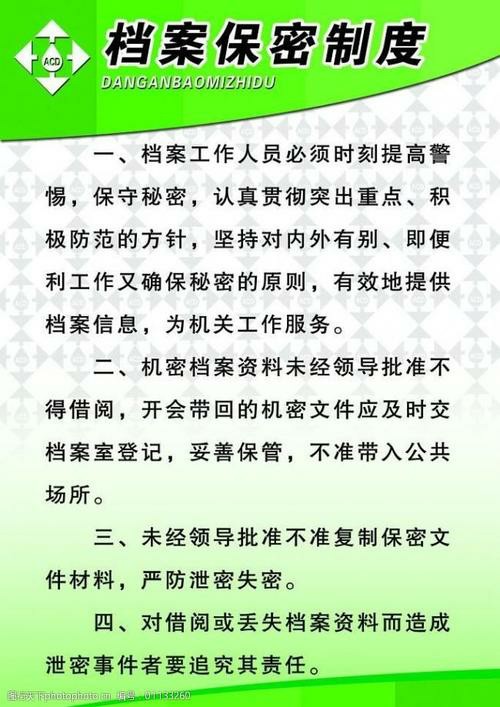 ACD
档案保密制度
DANGANBAOMIZHIDU
一、档案工作人员必须时刻提高警
惕，保守秘密，认真贯彻突出重点、积
极防范的方针，坚持对内外有别、即便
利工作又确保秘密的原则，有效地提供
档案信息，为机关工作服务。
二、机密档案资料未经领导批准不
得借阅，开会带回的机密文件应及时交
档案室登记，妥善保管，不准带入公共
场所。
三、未经领导批准不准复制保密文
件材料，严防泄密失密。
四、对借阅或丢失档案资料而造成
泄密事件者要追究其责任。
图行天下photophoto.cn 编号：01133260